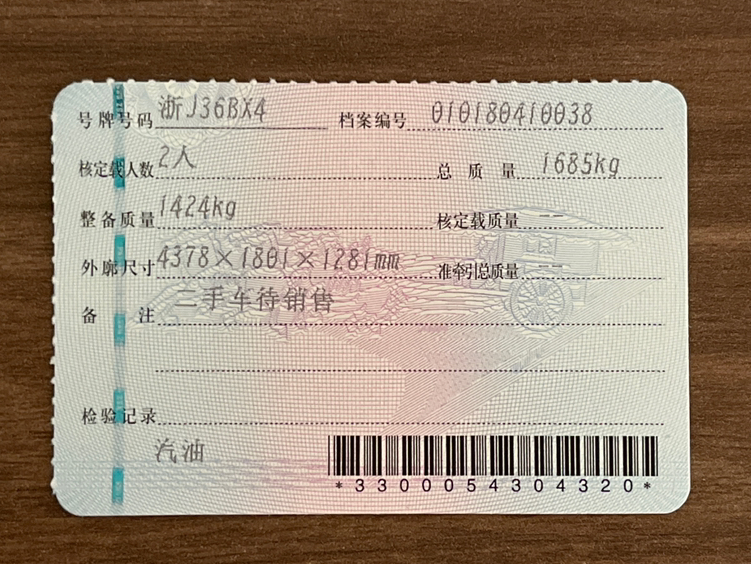 号牌号码 浙J36BX4 档案编号 010180410038
核定载人数 2人 总质量 1685kg
整备质量 1424kg 核定载质量 --
外廓尺寸 4378×1801×1281mm 准牵引总质量 --
备注 二手车待销售
检验记录
汽油
*3300054304320*